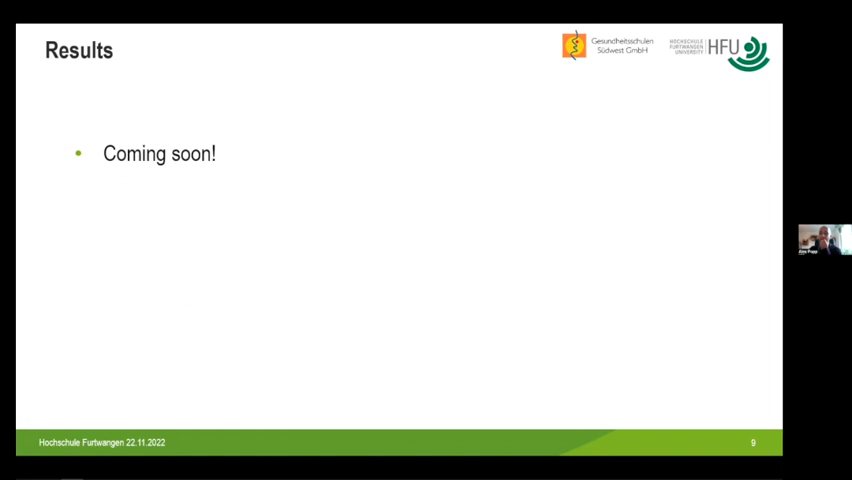 Results
Gesundheitsschulen
Südwest GmbH
HOCHSCHULE
FURTWANGEN
UNIVERSITY
HFU
• Coming soon!
Hochschule Furtwangen 22.11.2022
9